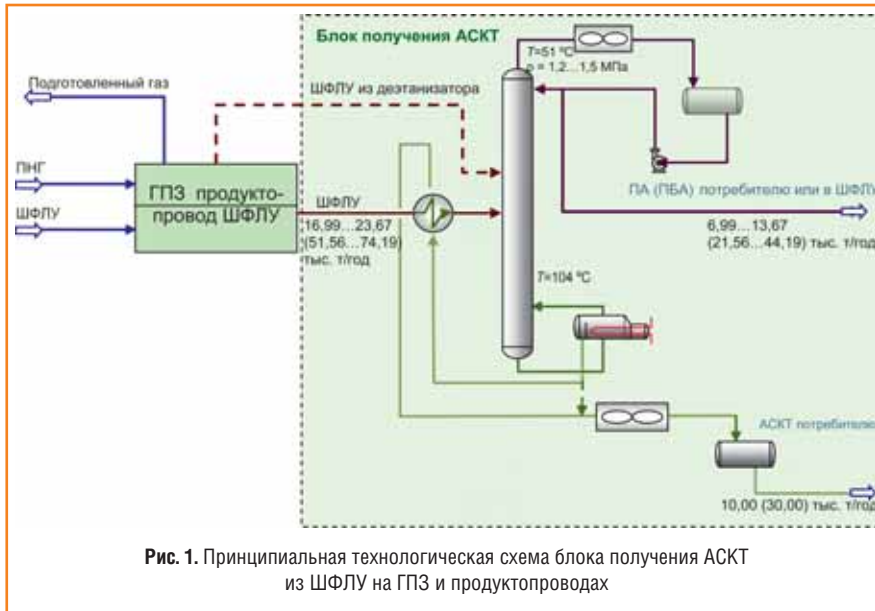 Блок получения АСКТ
T=51 °C
p = 1,2...1,5 МПа
Подготовленный газ
ШФЛУ из деэтанизатора
ПНГ
ШФЛУ
ГПЗ продукто-
провод ШФЛУ
ШФЛУ
16,99...23,67
(51,56...74,19)
тыс. т/год
ПА (ПБА) потребителю или в ШФЛУ
6,99...13,67
(21,56...44,19) тыс. т/год
T=104 °C
АСКТ потребителю
10,00 (30,00) тыс. т/год
Рис. 1. Принципиальная технологическая схема блока получения АСКТ
из ШФЛУ на ГПЗ и продуктопроводах